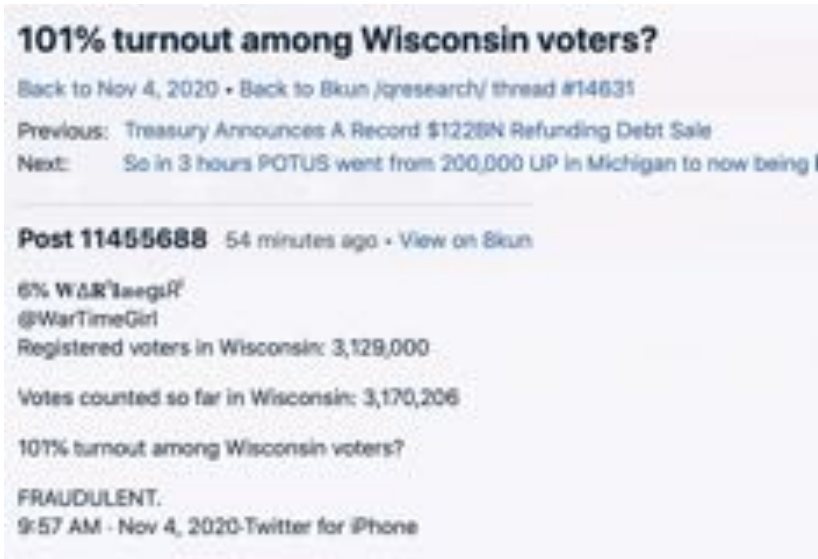 101% turnout among Wisconsin voters?
Back to Nov 4, 2020 • Back to 8kun /qresearch/ thread #14631
Previous: Treasury Announces A Record $122BN Refunding Debt Sale
Next: So in 3 hours POTUS went from 200,000 UP in Michigan to now being
Post 11455688 54 minutes ago • View on 8kun
6%
@WarTimeGirl
Registered voters in Wisconsin: 3,129,000
Votes counted so far in Wisconsin: 3,170,206
101% turnout among Wisconsin voters?
FRAUDULENT.
9:57 AM · Nov 4, 2020·Twitter for iPhone